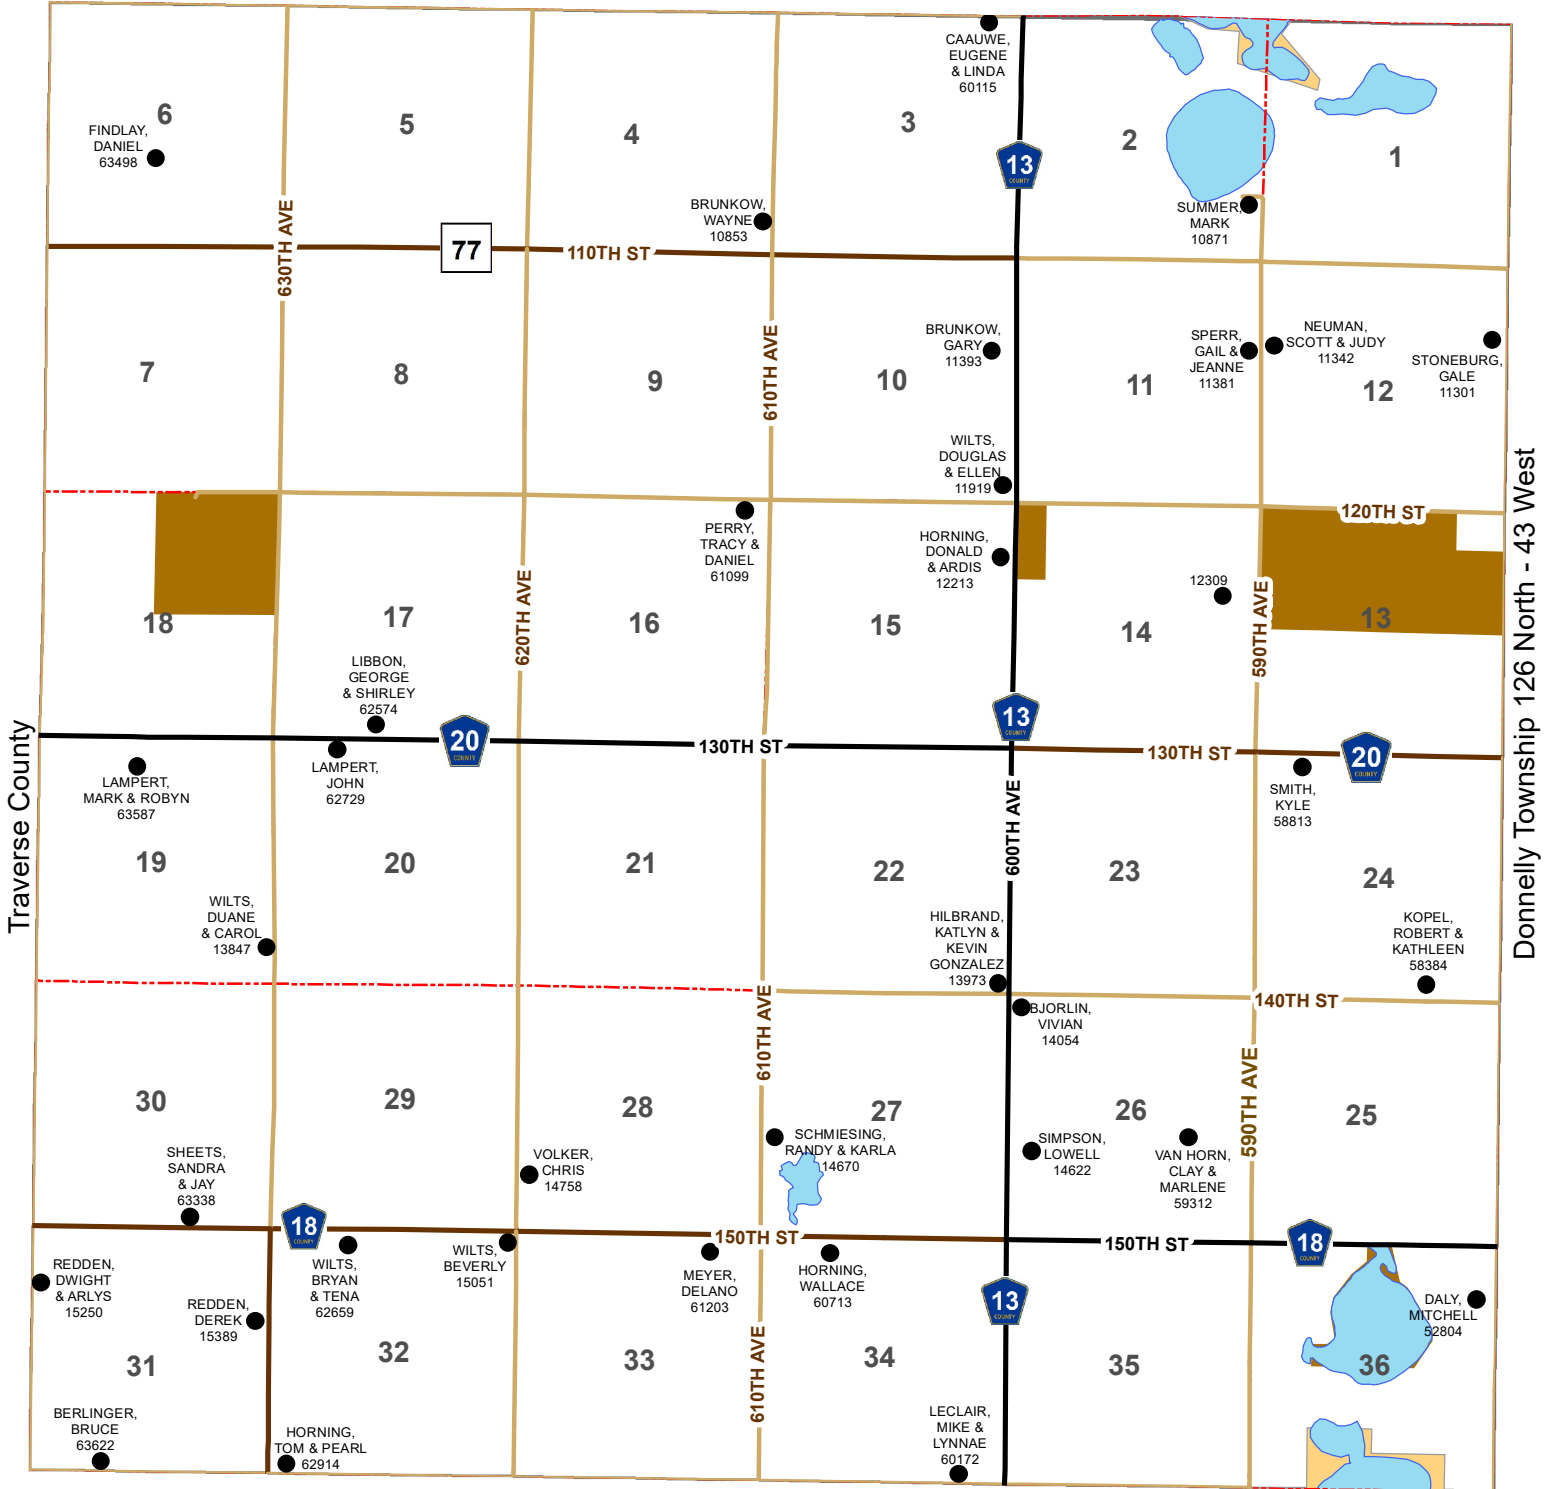 CAAUWE,
EUGENE
& LINDA
60115
6
5
4
3
2
1
FINDLAY,
DANIEL
63498
13
COUNTY
630TH AVE
BRUNKOW,
WAYNE
10853
SUMMER,
MARK
10871
77
110TH ST
7
8
9
10
11
12
610TH AVE
BRUNKOW,
GARY
11393
SPERR,
GAIL &
JEANNE
11381
NEUMAN,
SCOTT & JUDY
11342
STONEBURG,
GALE
11301
WILTS,
DOUGLAS
& ELLEN
11919
120TH ST
PERRY,
TRACY &
DANIEL
61099
HORNING,
DONALD
& ARDIS
12213
12309
18
17
16
15
14
13
620TH AVE
590TH AVE
Donnelly Township 126 North - 43 West
Traverse County
LIBBON,
GEORGE
& SHIRLEY
62574
20
COUNTY
130TH ST
13
COUNTY
130TH ST
20
COUNTY
LAMPERT,
MARK & ROBYN
63587
LAMPERT,
JOHN
62729
600TH AVE
SMITH,
KYLE
58813
19
20
21
22
23
24
WILTS,
DUANE
& CAROL
13847
HILBRAND,
KATLYN &
KEVIN
GONZALEZ
13973
KOPEL,
ROBERT &
KATHLEEN
58384
140TH ST
BJORLIN,
VIVIAN
14054
610TH AVE
590TH AVE
30
29
28
27
26
25
SHEETS,
SANDRA
& JAY
63338
VOLKER,
CHRIS
14758
SCHMIESING,
RANDY & KARLA
14670
SIMPSON,
LOWELL
14622
VAN HORN,
CLAY &
MARLENE
59312
18
COUNTY
150TH ST
150TH ST
18
COUNTY
REDDEN,
DWIGHT
& ARLYS
15250
REDDEN,
DEREK
15389
WILTS,
BRYAN
& TENA
62659
WILTS,
BEVERLY
15051
MEYER,
DELANO
61203
HORNING,
WALLACE
60713
13
COUNTY
DALY,
MITCHELL
52804
31
32
33
34
35
36
610TH AVE
BERLINGER,
BRUCE
63622
HORNING,
TOM & PEARL
62914
LECLAIR,
MIKE &
LYNNAE
60172